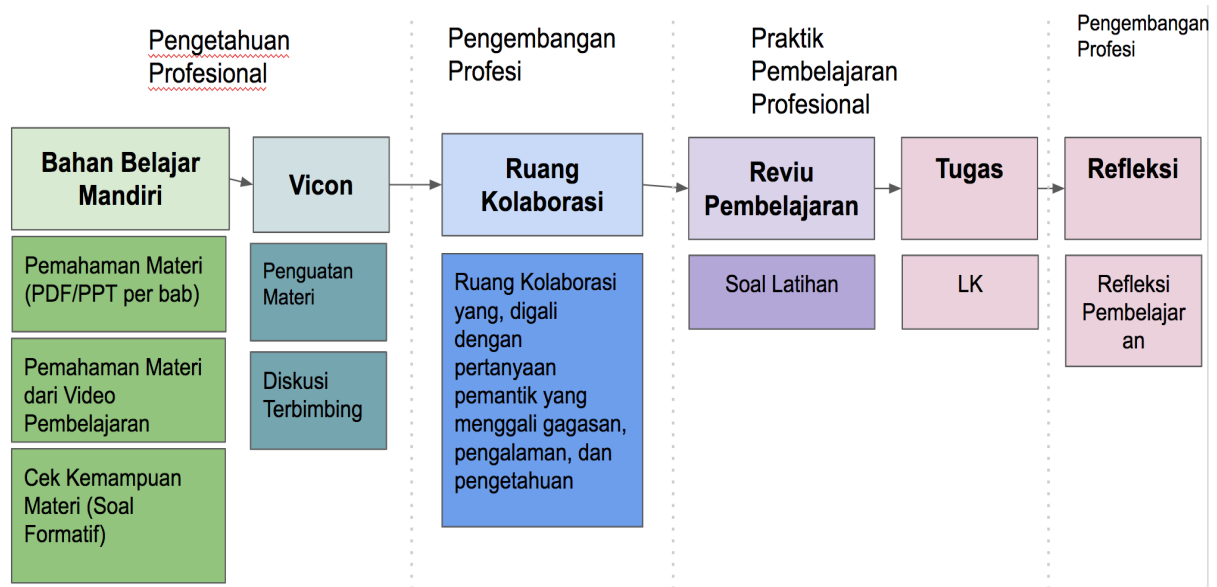 Pengetahuan
Profesional
Pengembangan
Profesi
Praktik
Pembelajaran
Profesional
Pengembangan
Profesi
Bahan Belajar
Mandiri
Vicon
Ruang
Kolaborasi
Reviu
Pembelajaran
Tugas
Refleksi
Pemahaman Materi
(PDF/PPT per bab)
Pemahaman Materi
dari Video
Pembelajaran
Cek Kemampuan
Materi (Soal
Formatif)
Penguatan
Materi
Diskusi
Terbimbing
Ruang Kolaborasi
yang, digali
dengan
pertanyaan
pemantik yang
menggali gagasan,
pengalaman, dan
pengetahuan
Soal Latihan
LK
Refleksi
Pembelajar
an